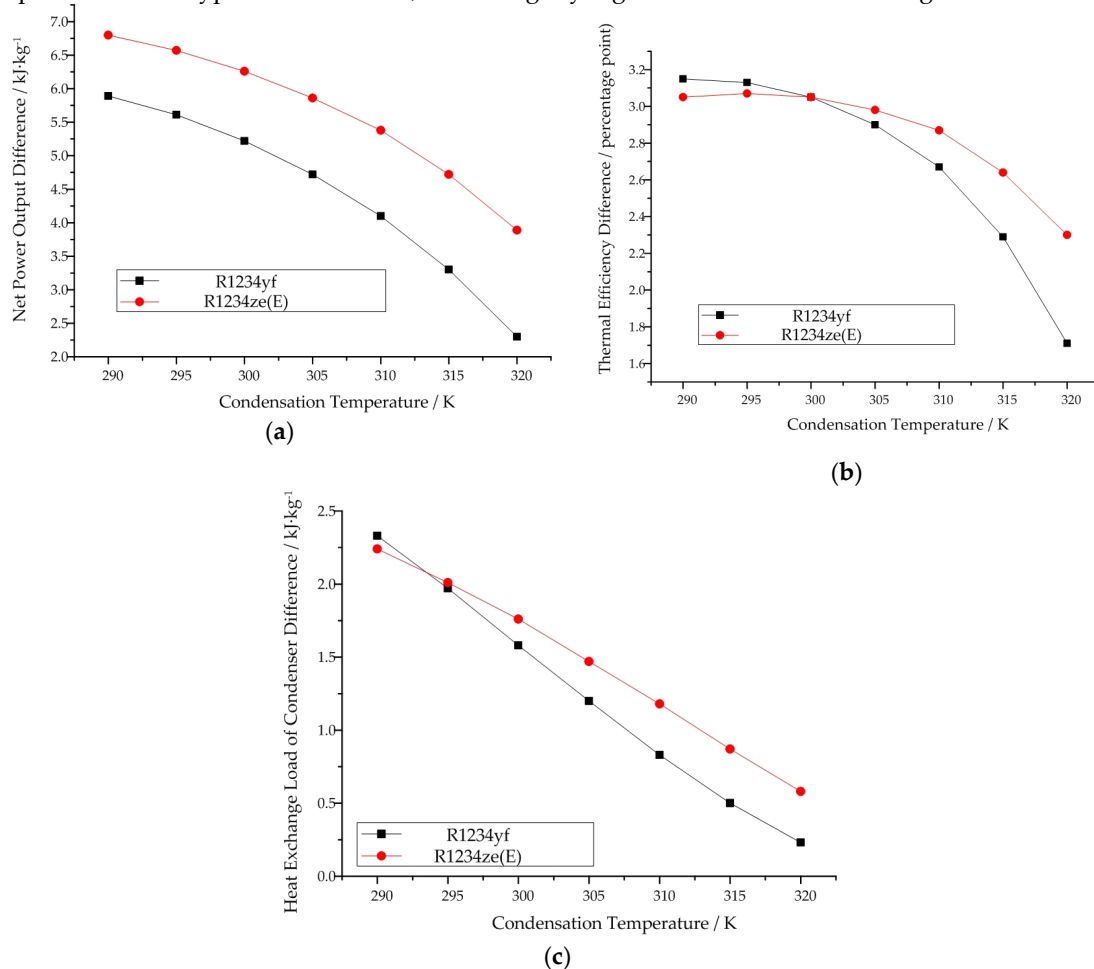 Net Power Output Difference / kJ·kg⁻¹
7.0
6.5
6.0
5.5
5.0
4.5
4.0
3.5
3.0
2.5
2.0
R1234yf
R1234ze(E)
290 295 300 305 310 315 320
Condensation Temperature / K
(a)
Thermal Efficiency Difference / percentage point)
3.2
3.0
2.8
2.6
2.4
2.2
2.0
1.8
1.6
R1234yf
R1234ze(E)
290 295 300 305 310 315 320
Condensation Temperature / K
(b)
Heat Exchange Load of Condenser Difference / kJ·kg⁻¹
2.5
2.0
1.5
1.0
0.5
0.0
R1234yf
R1234ze(E)
290 295 300 305 310 315 320
Condensation Temperature / K
(c)